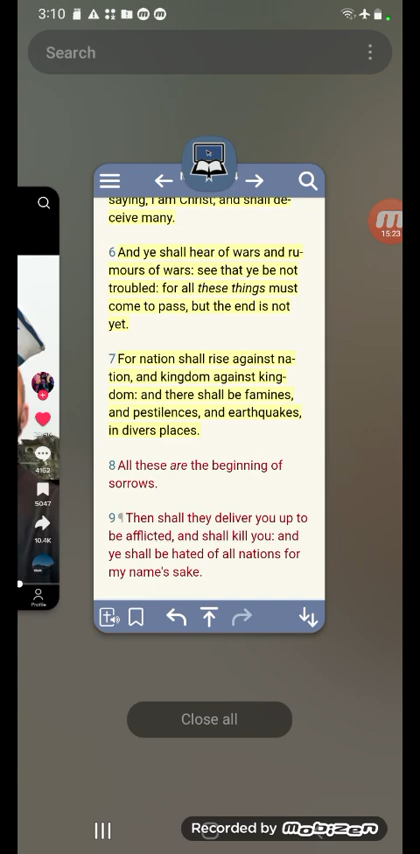 3:10
Search
15:23
saying, I am Christ; and shall de-
ceive many.
6 And ye shall hear of wars and ru-
mours of wars: see that ye be not
troubled: for all these things must
come to pass, but the end is not
yet.
7 For nation shall rise against na-
tion, and kingdom against king-
dom: and there shall be famines,
and pestilences, and earthquakes,
in divers places.
8 All these are the beginning of
sorrows.
9 ¶ Then shall they deliver you up to
be afflicted, and shall kill you: and
ye shall be hated of all nations for
my name's sake.
4162
5047
10.4K
Profile
Close all
Recorded by mobizen